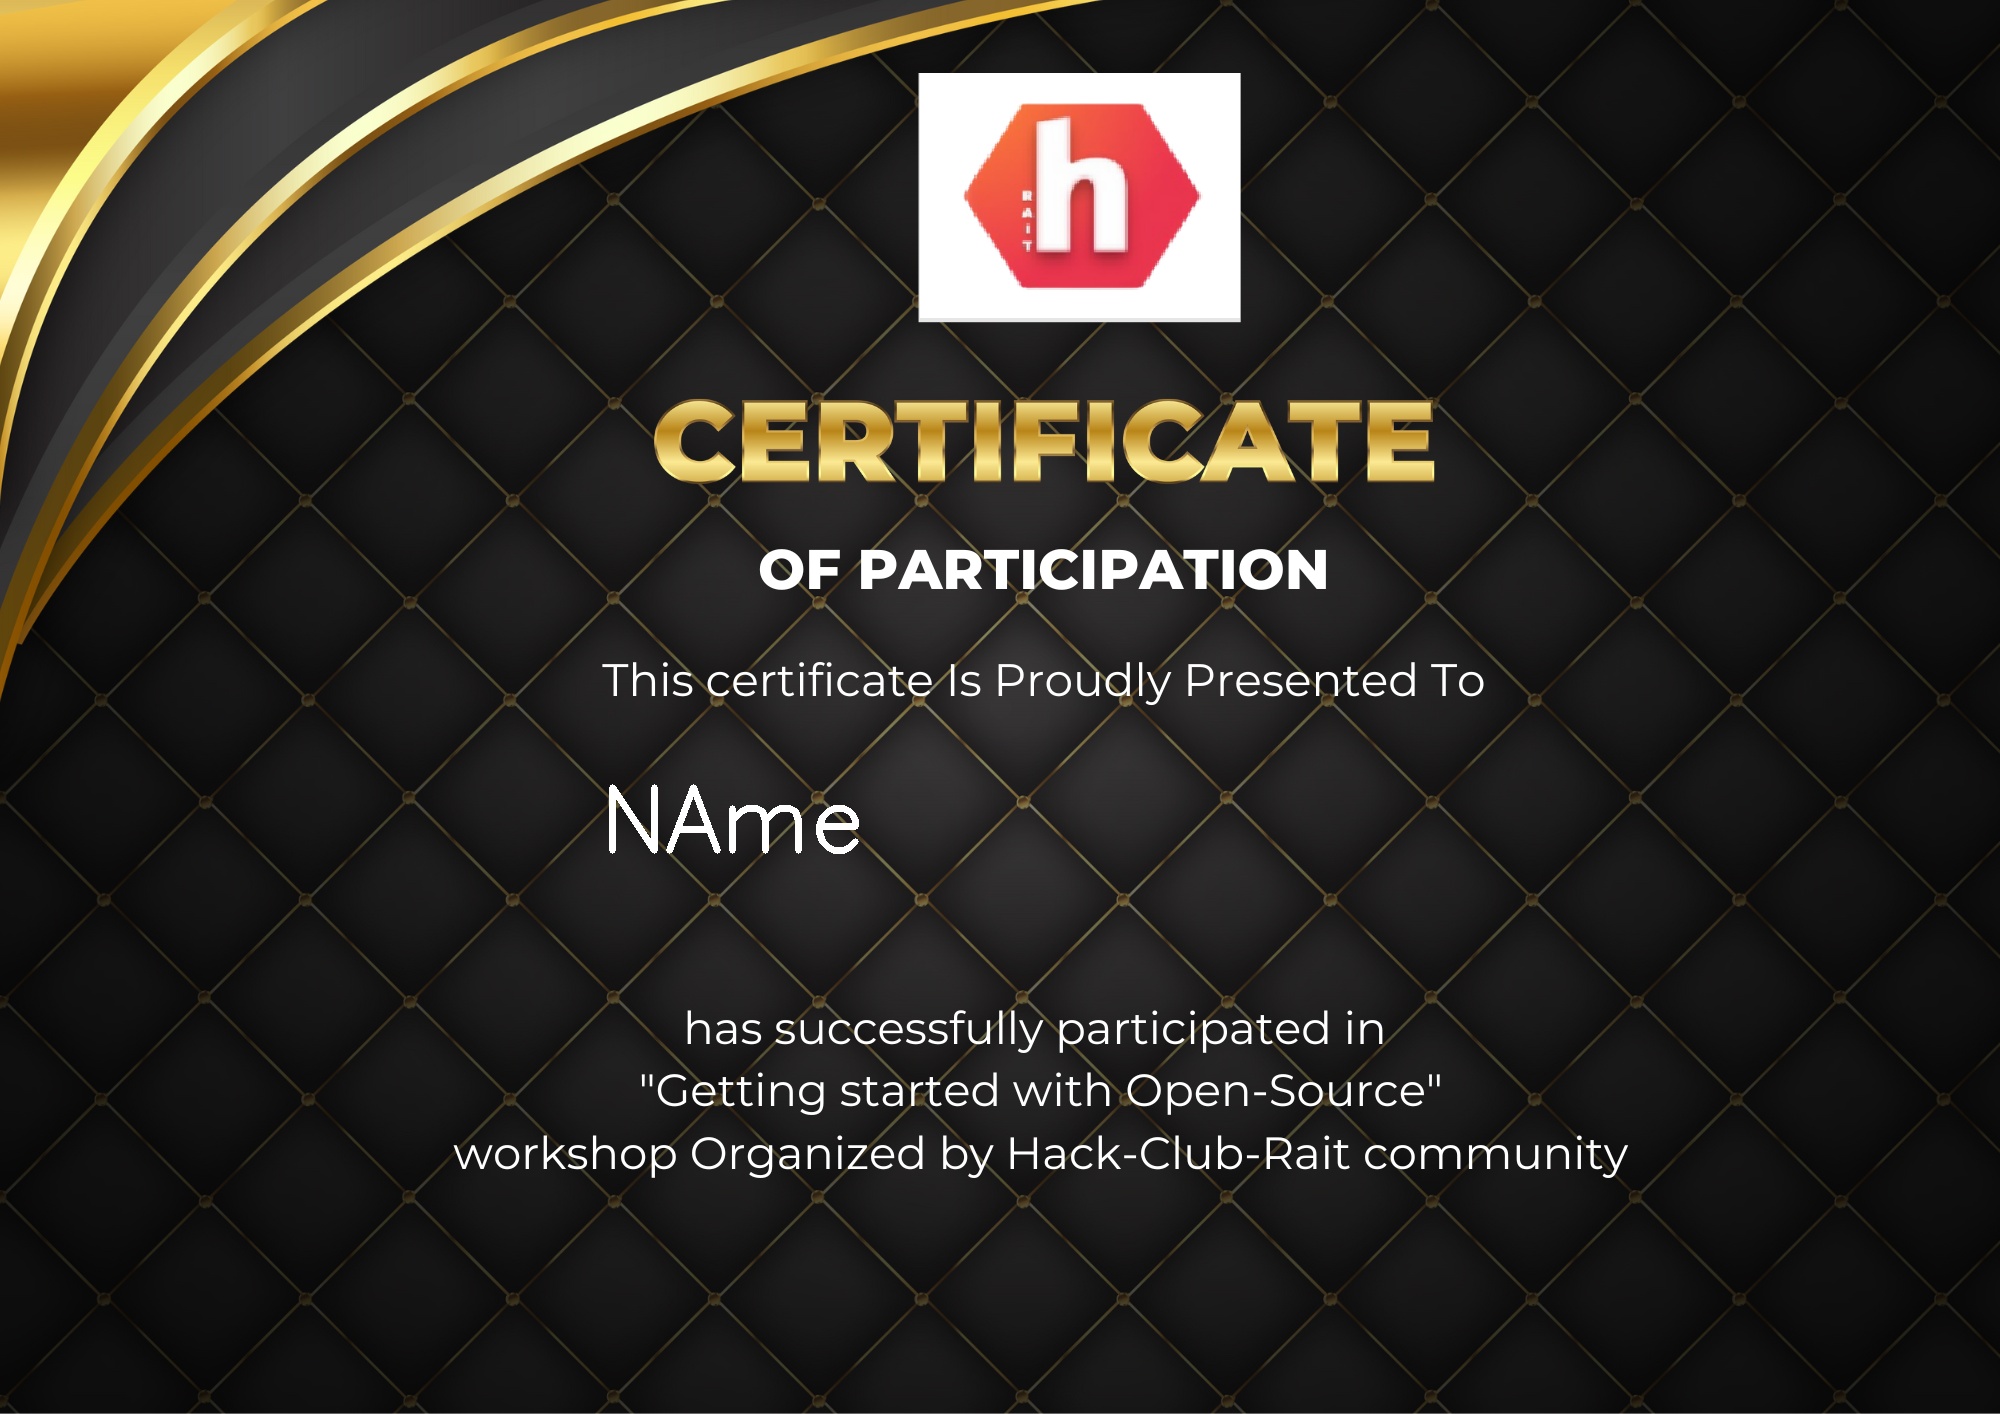 h
RAIT
CERTIFICATE
OF PARTICIPATION
This certificate Is Proudly Presented To
NAme
has successfully participated in
"Getting started with Open-Source"
workshop Organized by Hack-Club-Rait community